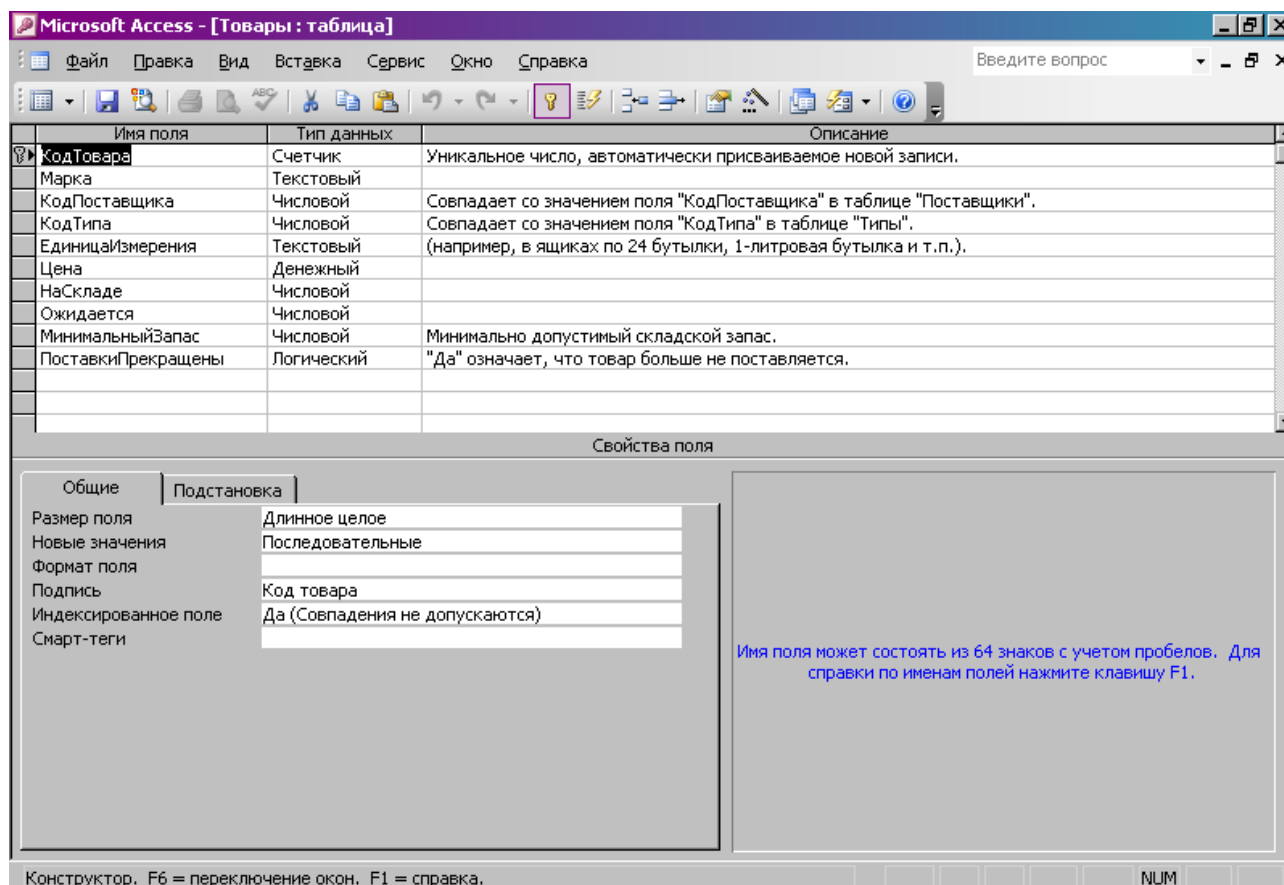 Microsoft Access - [Товары : таблица]
Файл Правка Вид Вставка Сервис Окно Справка Введите вопрос
ABC
Имя поля Тип данных Описание
КодТовара Счетчик Уникальное число, автоматически присваиваемое новой записи.
Марка Текстовый
КодПоставщика Числовой Совпадает со значением поля "КодПоставщика" в таблице "Поставщики".
КодТипа Числовой Совпадает со значением поля "КодТипа" в таблице "Типы".
ЕдиницаИзмерения Текстовый (например, в ящиках по 24 бутылки, 1-литровая бутылка и т.п.).
Цена Денежный
НаСкладе Числовой
Ожидается Числовой
МинимальныйЗапас Числовой Минимально допустимый складской запас.
ПоставкиПрекращены Логический "Да" означает, что товар больше не поставляется.
Свойства поля
Общие Подстановка
Размер поля Длинное целое
Новые значения Последовательные
Формат поля
Подпись Код товара
Индексированное поле Да (Совпадения не допускаются)
Смарт-теги
Имя поля может состоять из 64 знаков с учетом пробелов. Для
справки по именам полей нажмите клавишу F1.
Конструктор. F6 = переключение окон. F1 = справка. NUM